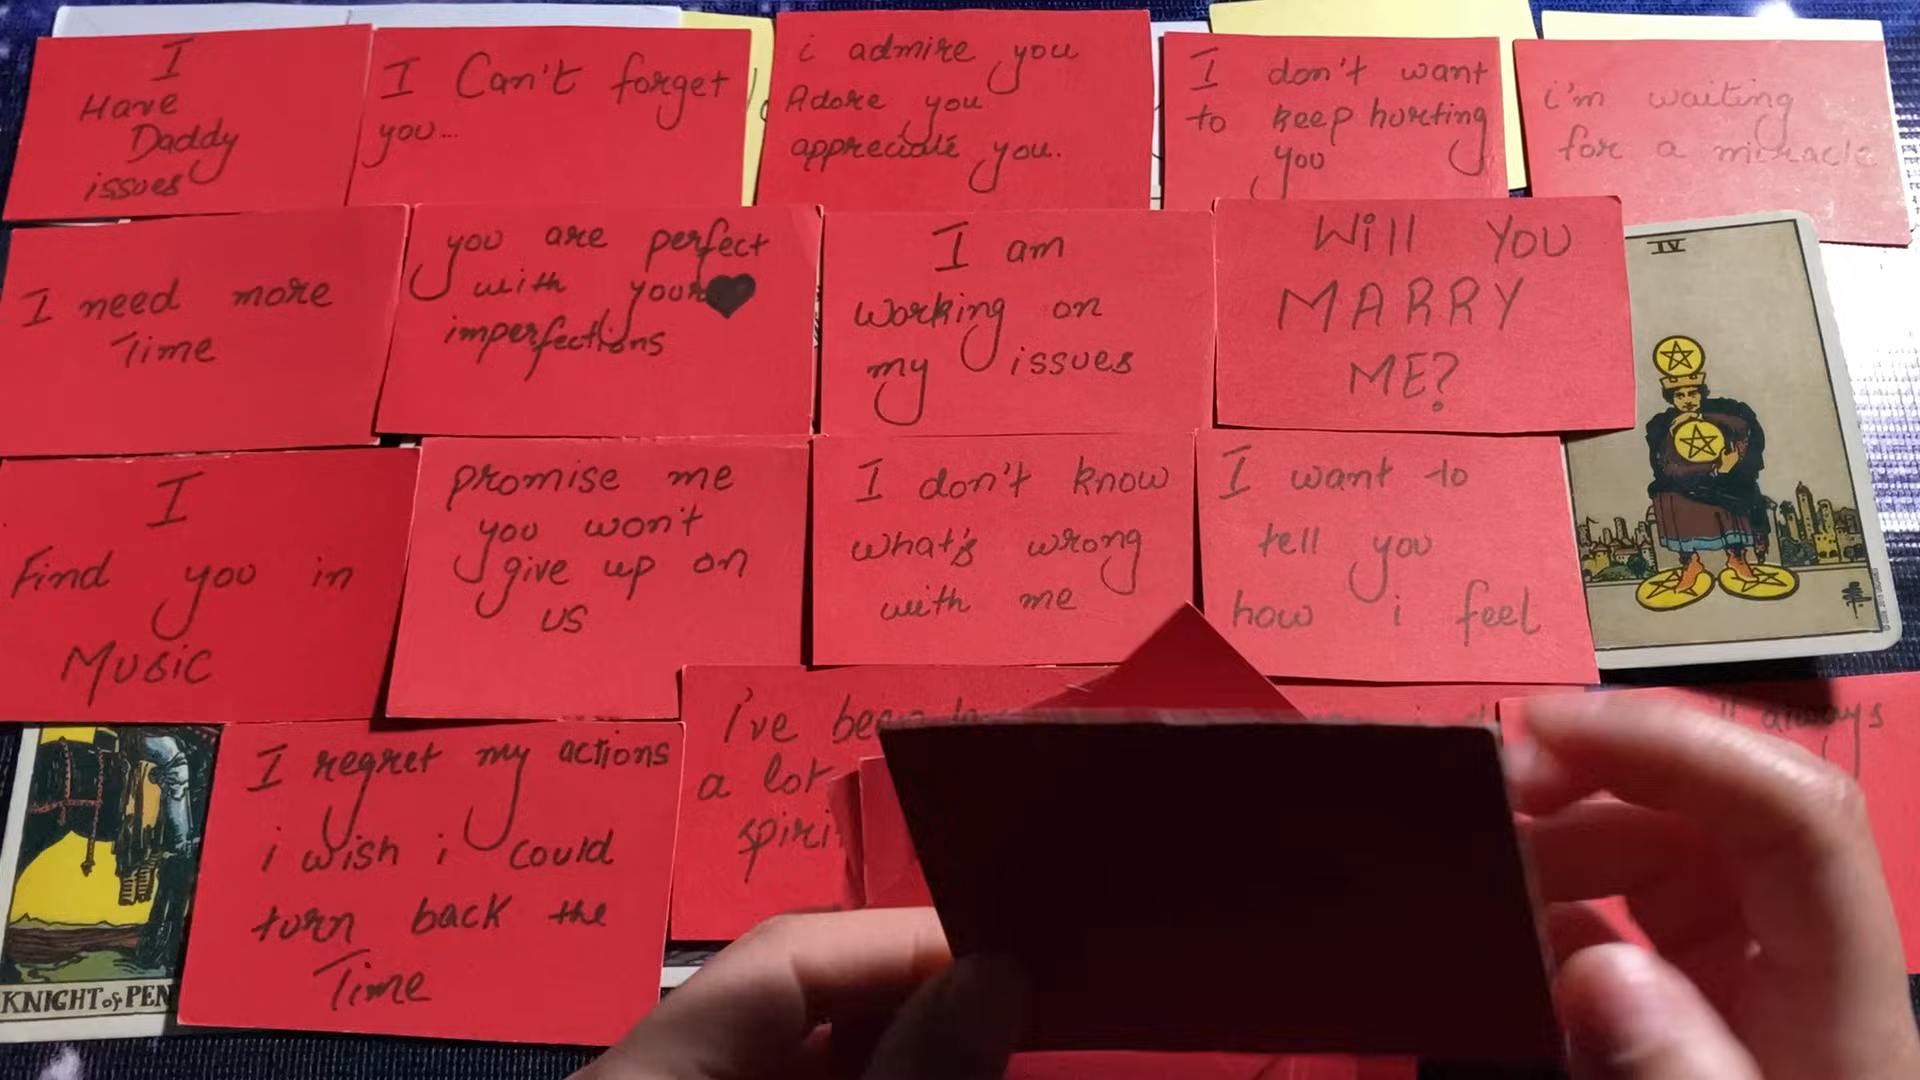 I
Have
Daddy
issues
I Can't forget
you...
i admire you
Adore you
appreciate you.
I don't want
to keep hurting
you
i'm waiting
for a miracle
I need more
Time
you are perfect
with your
imperfections
I am
working on
my issues
Will YOU
MARRY
ME?
IV
I
Find you in
MUSIC
promise me
you won't
give up on
us
I don't know
what's wrong
with me
I want to
tell you
how i feel
KNIGHT of PEN
I regret my actions
i wish i could
turn back the
Time
i've been
a lot
spiri
always